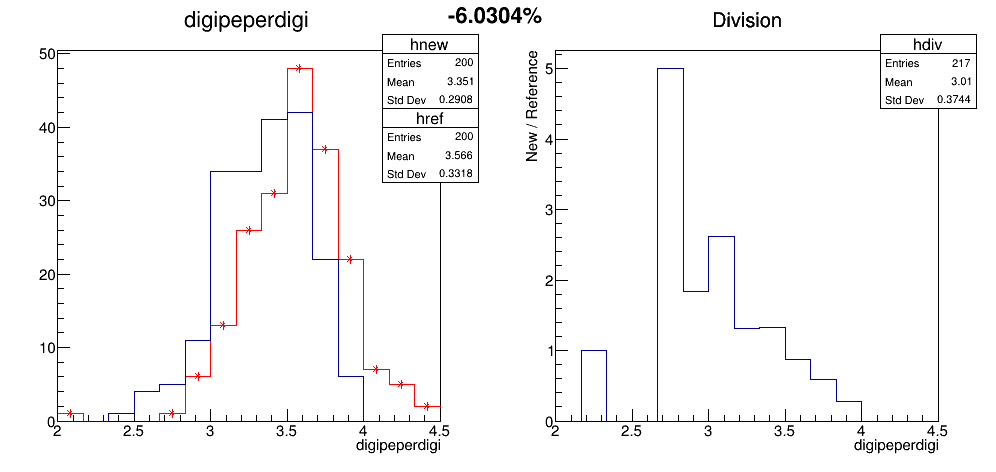 -6.0304%
digipeperdigi
hnew
Entries 200
Mean 3.351
Std Dev 0.2908
href
Entries 200
Mean 3.566
Std Dev 0.3318
50
40
30
20
10
0
2 2.5 3 3.5 4 4.5
digipeperdigi
Division
hdiv
Entries 217
Mean 3.01
Std Dev 0.3744
New / Reference
5
4
3
2
1
0
2 2.5 3 3.5 4 4.5
digipeperdigi